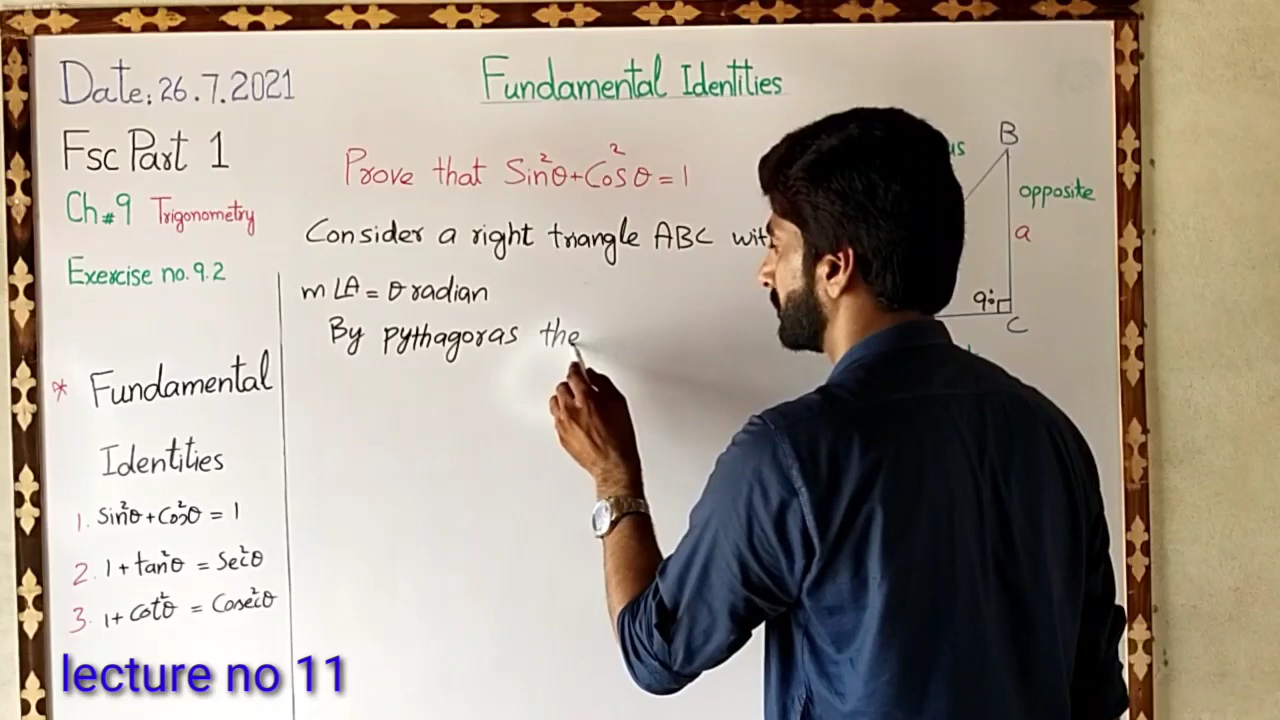 Date: 26.7.2021
Fsc Part 1
Ch#9 Trigonometry
Exercise no. 9.2
* Fundamental
Identities
1. Sin²θ + Cos²θ = 1
2. 1 + tan²θ = Sec²θ
3. 1 + Cot²θ = Cosec²θ
lecture no 11
Fundamental Identities
Prove that Sin²θ + Cos²θ = 1
Consider a right triangle ABC wit
m∠A = θ radian
By pythagoras the
us
B
opposite
a
90°
C